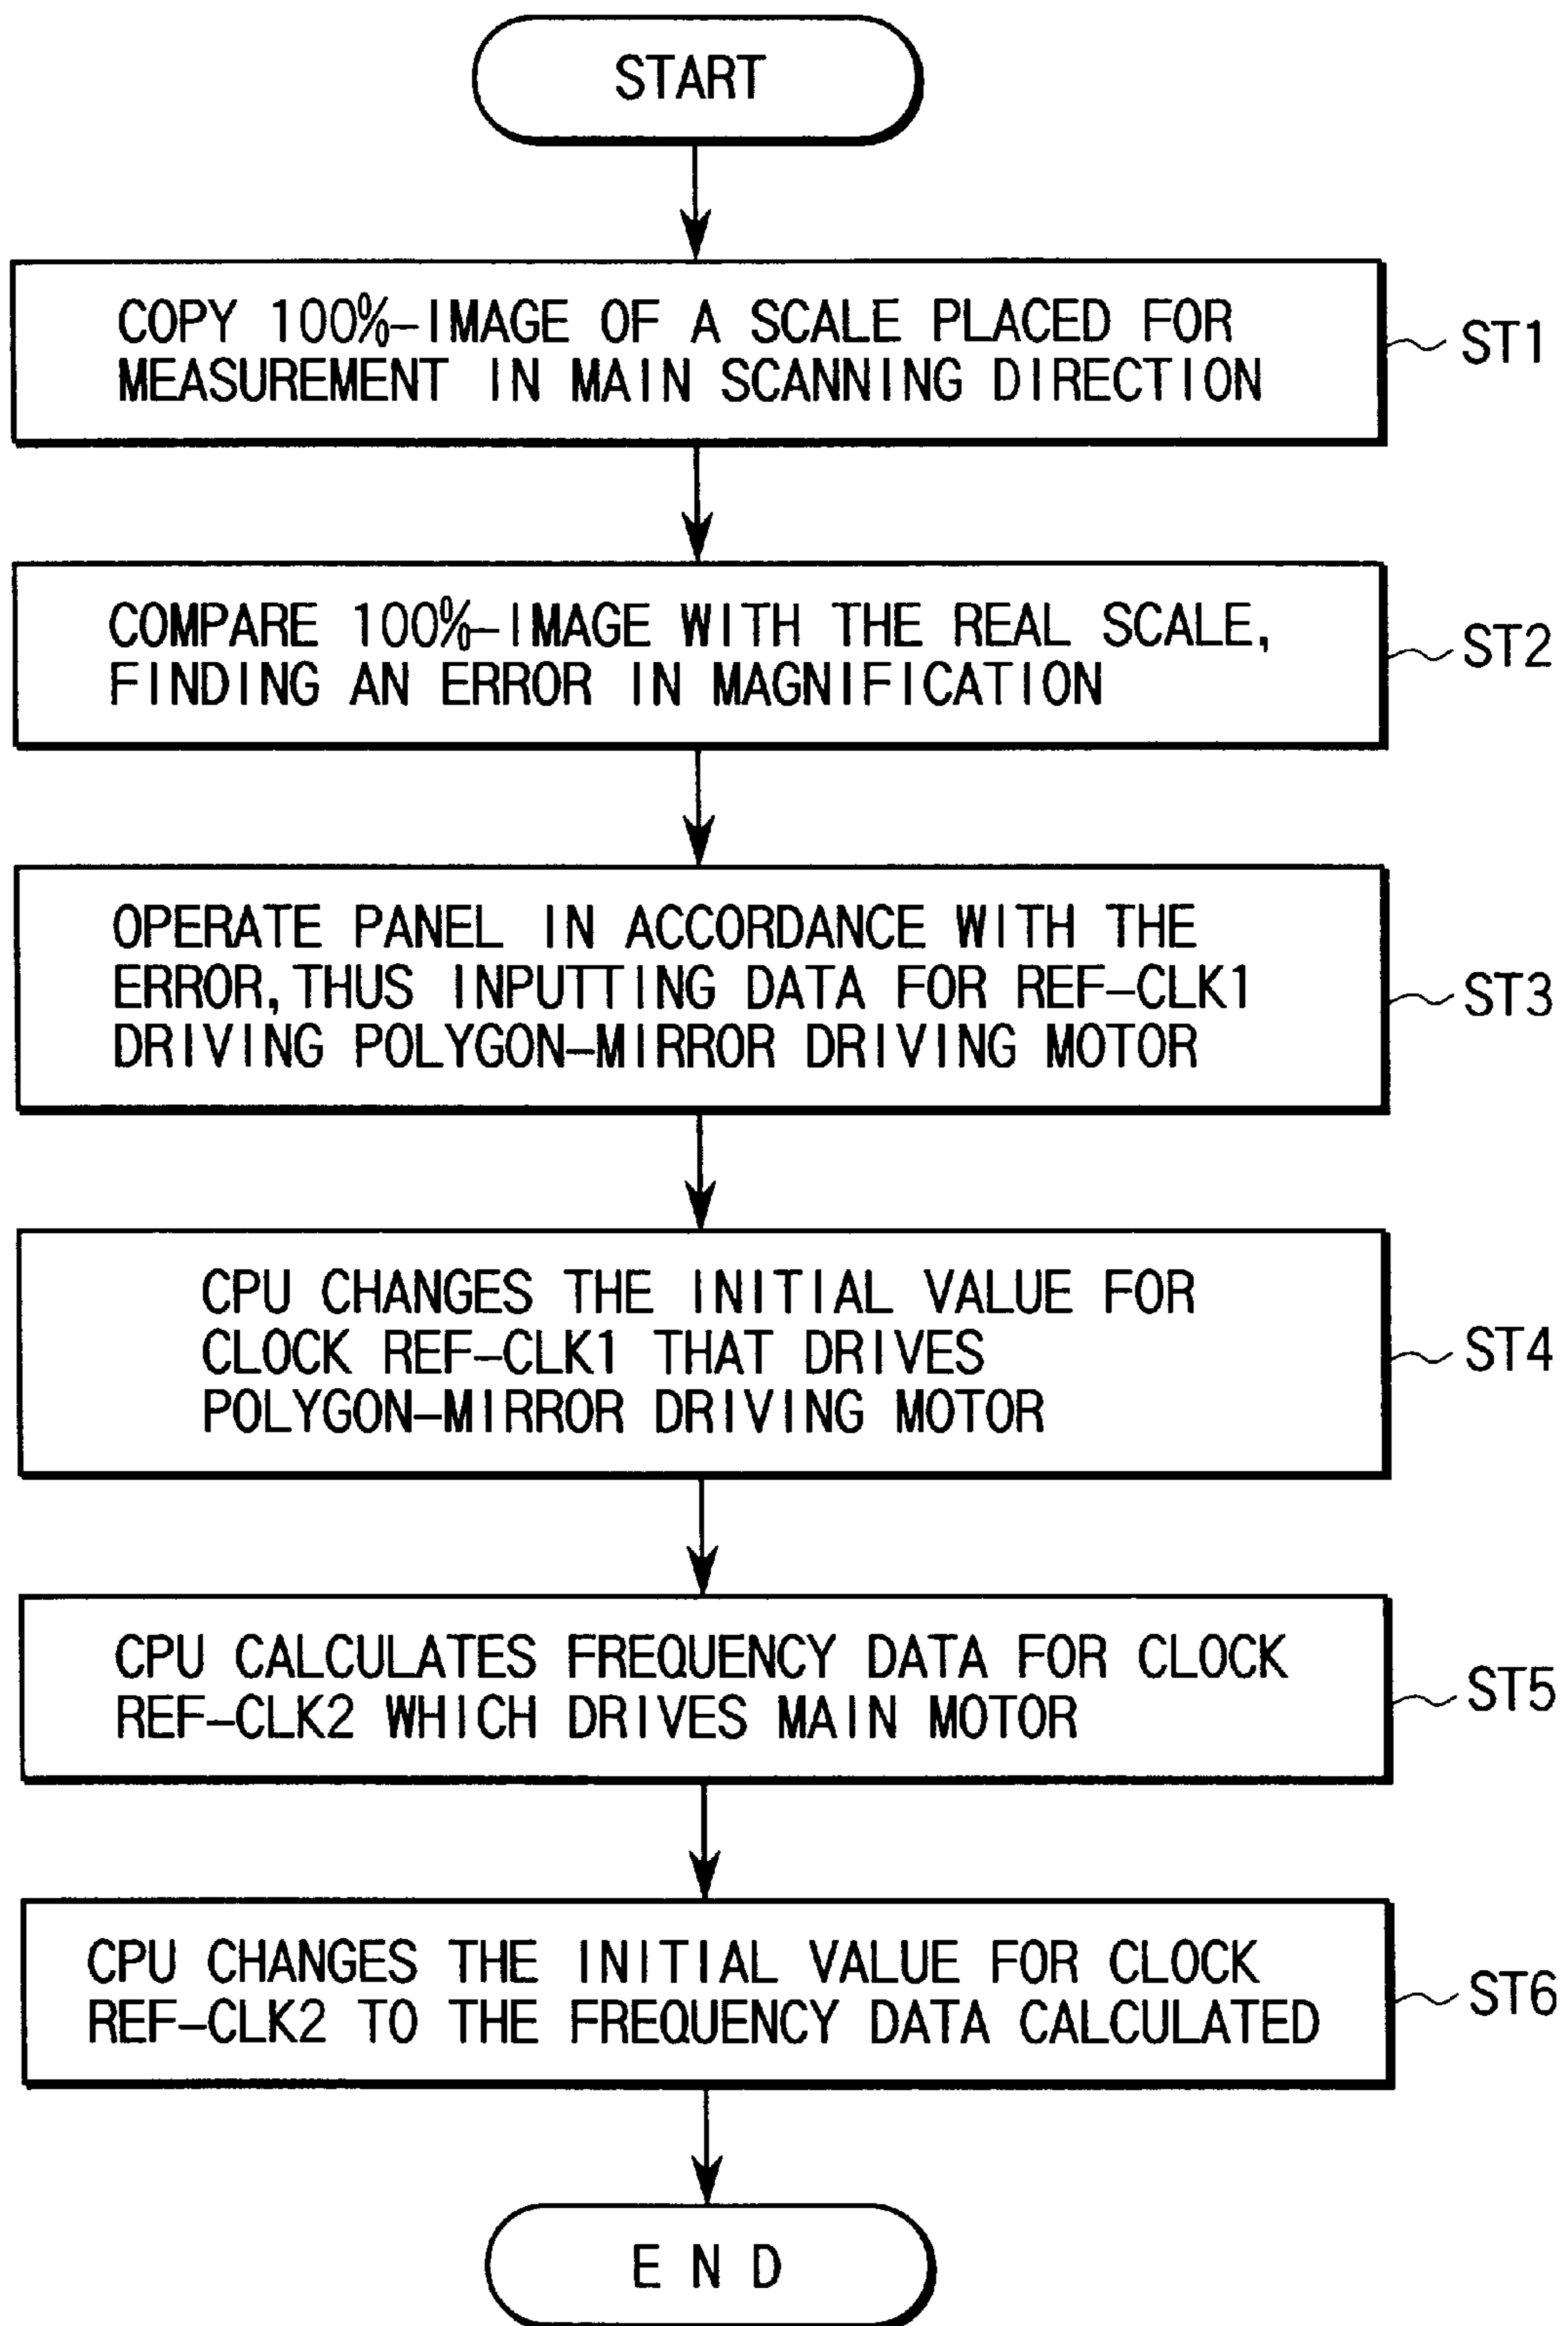 START
COPY 100%-IMAGE OF A SCALE PLACED FOR
MEASUREMENT IN MAIN SCANNING DIRECTION
ST1
COMPARE 100%-IMAGE WITH THE REAL SCALE,
FINDING AN ERROR IN MAGNIFICATION
ST2
OPERATE PANEL IN ACCORDANCE WITH THE
ERROR, THUS INPUTTING DATA FOR REF-CLK1
DRIVING POLYGON-MIRROR DRIVING MOTOR
ST3
CPU CHANGES THE INITIAL VALUE FOR
CLOCK REF-CLK1 THAT DRIVES
POLYGON-MIRROR DRIVING MOTOR
ST4
CPU CALCULATES FREQUENCY DATA FOR CLOCK
REF-CLK2 WHICH DRIVES MAIN MOTOR
ST5
CPU CHANGES THE INITIAL VALUE FOR CLOCK
REF-CLK2 TO THE FREQUENCY DATA CALCULATED
ST6
END